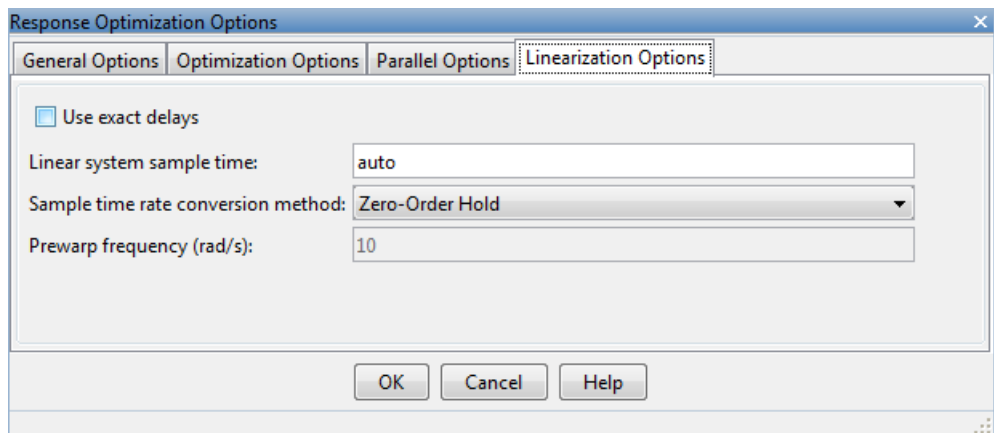 Response Optimization Options
General Options Optimization Options Parallel Options Linearization Options
Use exact delays
Linear system sample time: auto
Sample time rate conversion method: Zero-Order Hold
Prewarp frequency (rad/s): 10
OK Cancel Help